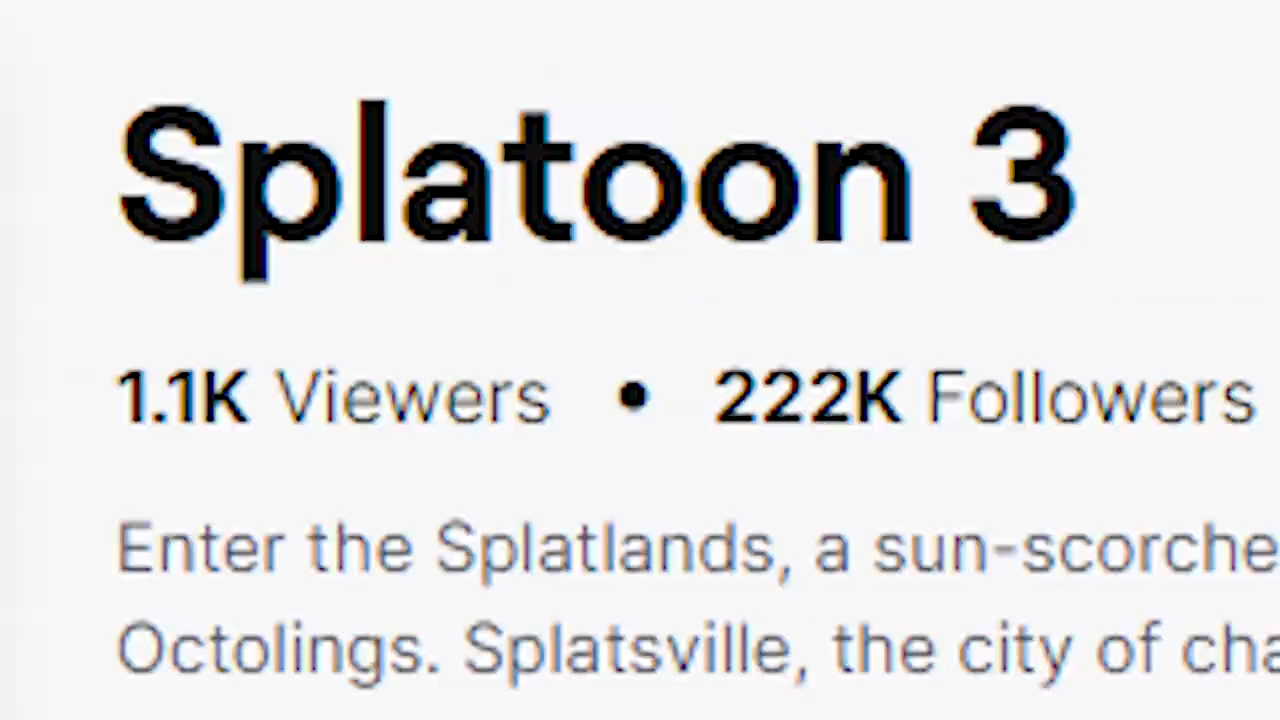 Splatoon 3
1.1K Viewers • 222K Followers
Enter the Splatlands, a sun-scorche
Octolings. Splatsville, the city of cha